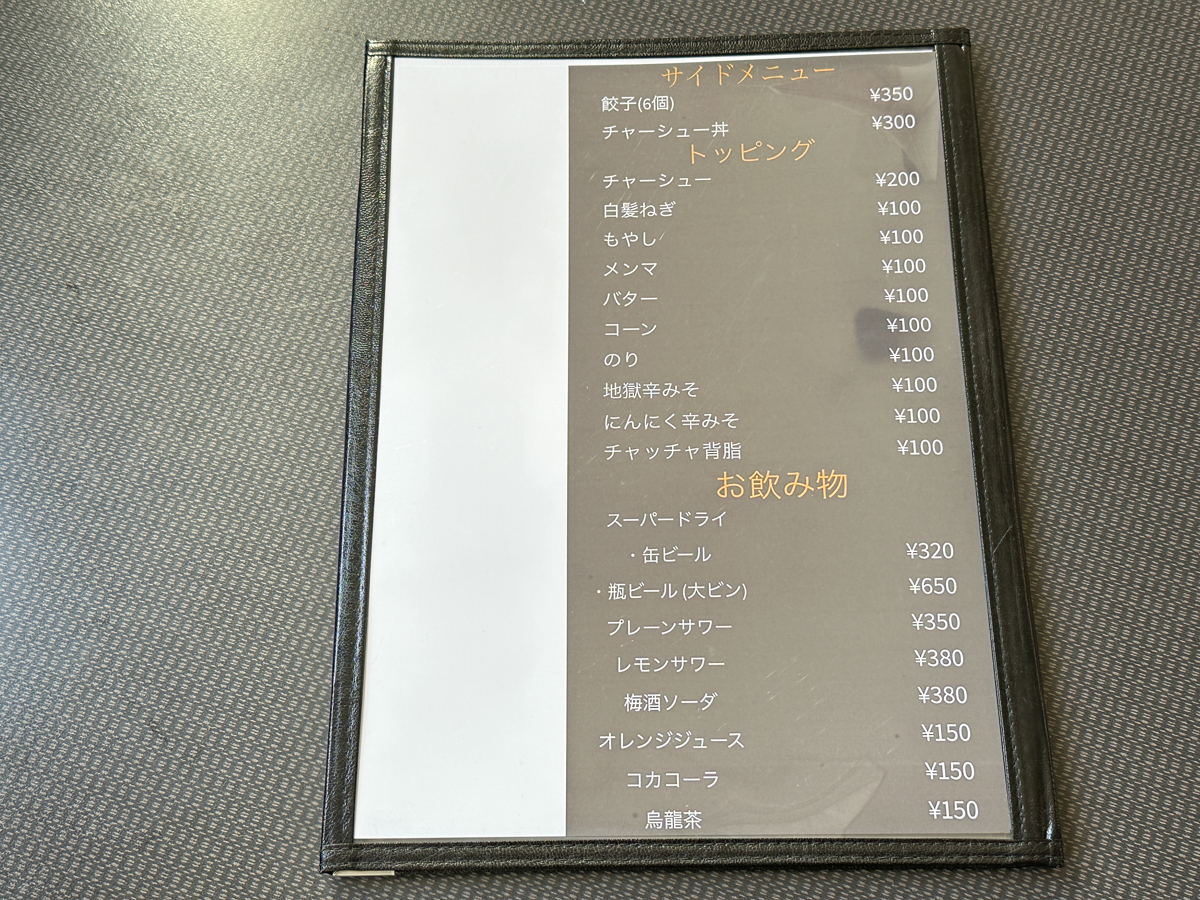 サイドメニュー
餃子(6個) ¥350
チャーシュー丼 ¥300
トッピング
チャーシュー ¥200
白髪ねぎ ¥100
もやし ¥100
メンマ ¥100
バター ¥100
コーン ¥100
のり ¥100
地獄辛みそ ¥100
にんにく辛みそ ¥100
チャッチャ背脂 ¥100
お飲み物
スーパードライ
・缶ビール ¥320
・瓶ビール(大ビン) ¥650
プレーンサワー ¥350
レモンサワー ¥380
梅酒ソーダ ¥380
オレンジジュース ¥150
コカコーラ ¥150
烏龍茶 ¥150